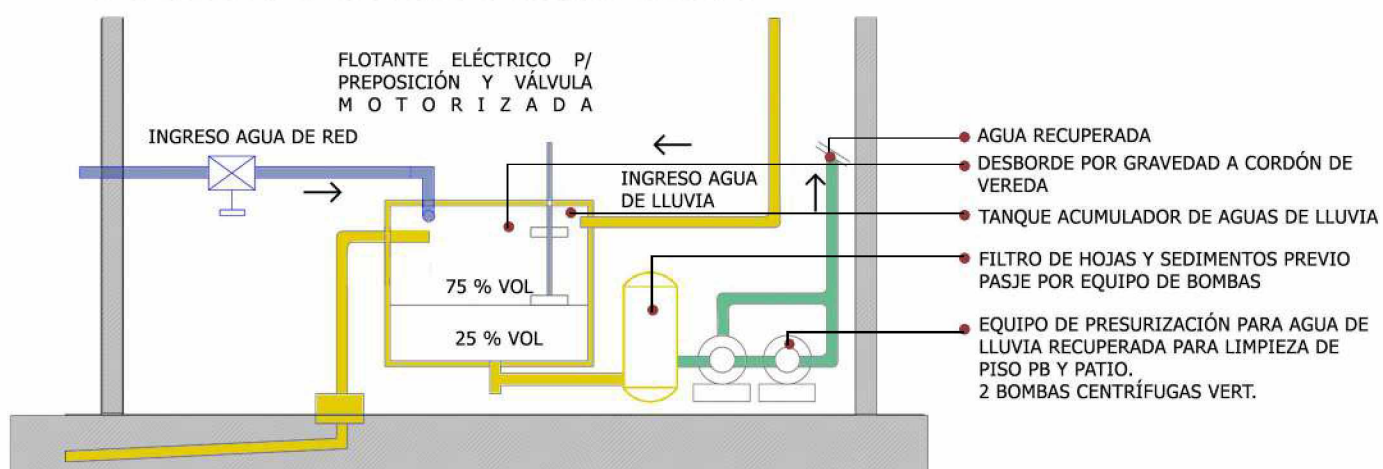 FLOTANTE ELÉCTRICO P/
PREPOSICIÓN Y VÁLVULA
MOTORIZADA
INGRESO AGUA DE RED
INGRESO AGUA
DE LLUVIA
75 % VOL
25 % VOL
AGUA RECUPERADA
DESBORDE POR GRAVEDAD A CORDÓN DE
VEREDA
TANQUE ACUMULADOR DE AGUAS DE LLUVIA
FILTRO DE HOJAS Y SEDIMENTOS PREVIO
PASJE POR EQUIPO DE BOMBAS
EQUIPO DE PRESURIZACIÓN PARA AGUA DE
LLUVIA RECUPERADA PARA LIMPIEZA DE
PISO PB Y PATIO.
2 BOMBAS CENTRÍFUGAS VERT.